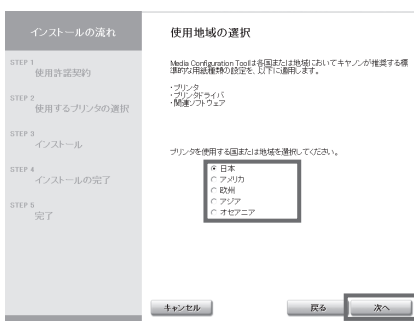 インストールの流れ
STEP 1
使用許諾契約
STEP 2
使用するプリンタの選択
STEP 3
インストール
STEP 4
インストールの完了
STEP 5
完了
使用地域の選択
Media Configuration Toolは各国または地域においてキヤノンが推奨する標
準的な用紙種類の設定を、以下に適用します。
・プリンタ
・プリンタドライバ
・関連ソフトウェア
プリンタを使用する国または地域を選択してください。
日本
アメリカ
欧州
アジア
オセアニア
キャンセル
戻る
次へ